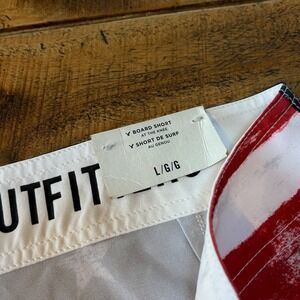 BOARD SHORT
AT THE KNEE
SHORT DE SURF
AU GENOU
L/G/G
UTFIT